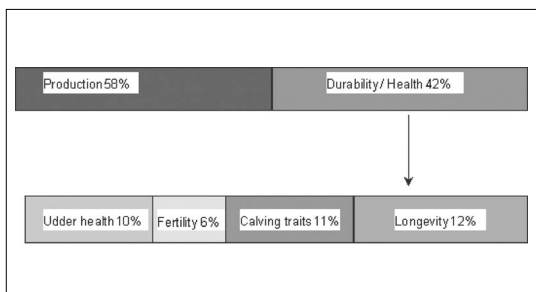 Production 58%
Durability/ Health 42%
Udder health 10%
Fertility 6%
Calving traits 11%
Longevity 12%